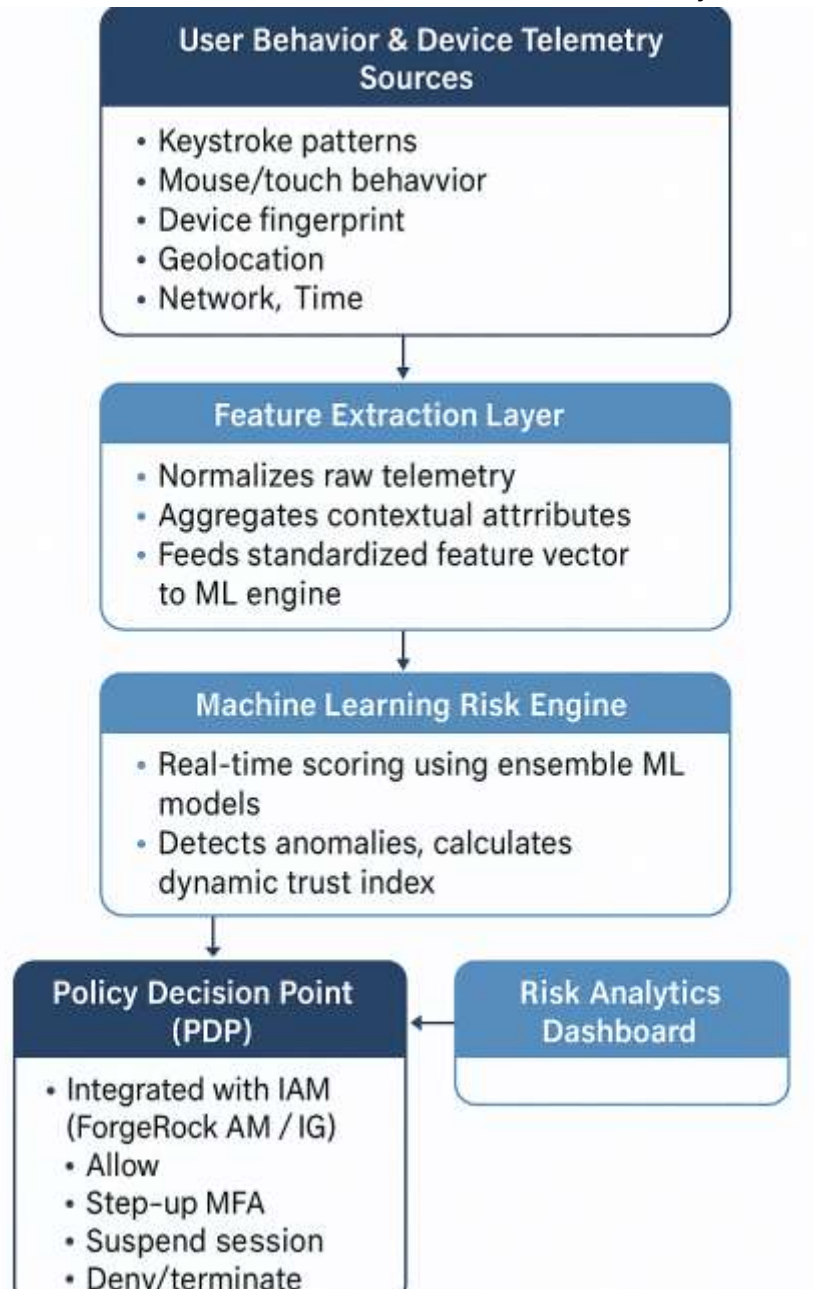 User Behavior & Device Telemetry
Sources
• Keystroke patterns
• Mouse/touch behavvior
• Device fingerprint
• Geolocation
• Network, Time
Feature Extraction Layer
• Normalizes raw telemetry
• Aggregates contextual attrributes
• Feeds standardized feature vector
to ML engine
Machine Learning Risk Engine
• Real-time scoring using ensemble ML
models
• Detects anomalies, calculates
dynamic trust index
Policy Decision Point
(PDP)
• Integrated with IAM
(ForgeRock AM / IG)
• Allow
• Step-up MFA
• Suspend session
• Deny/terminate
Risk Analytics
Dashboard